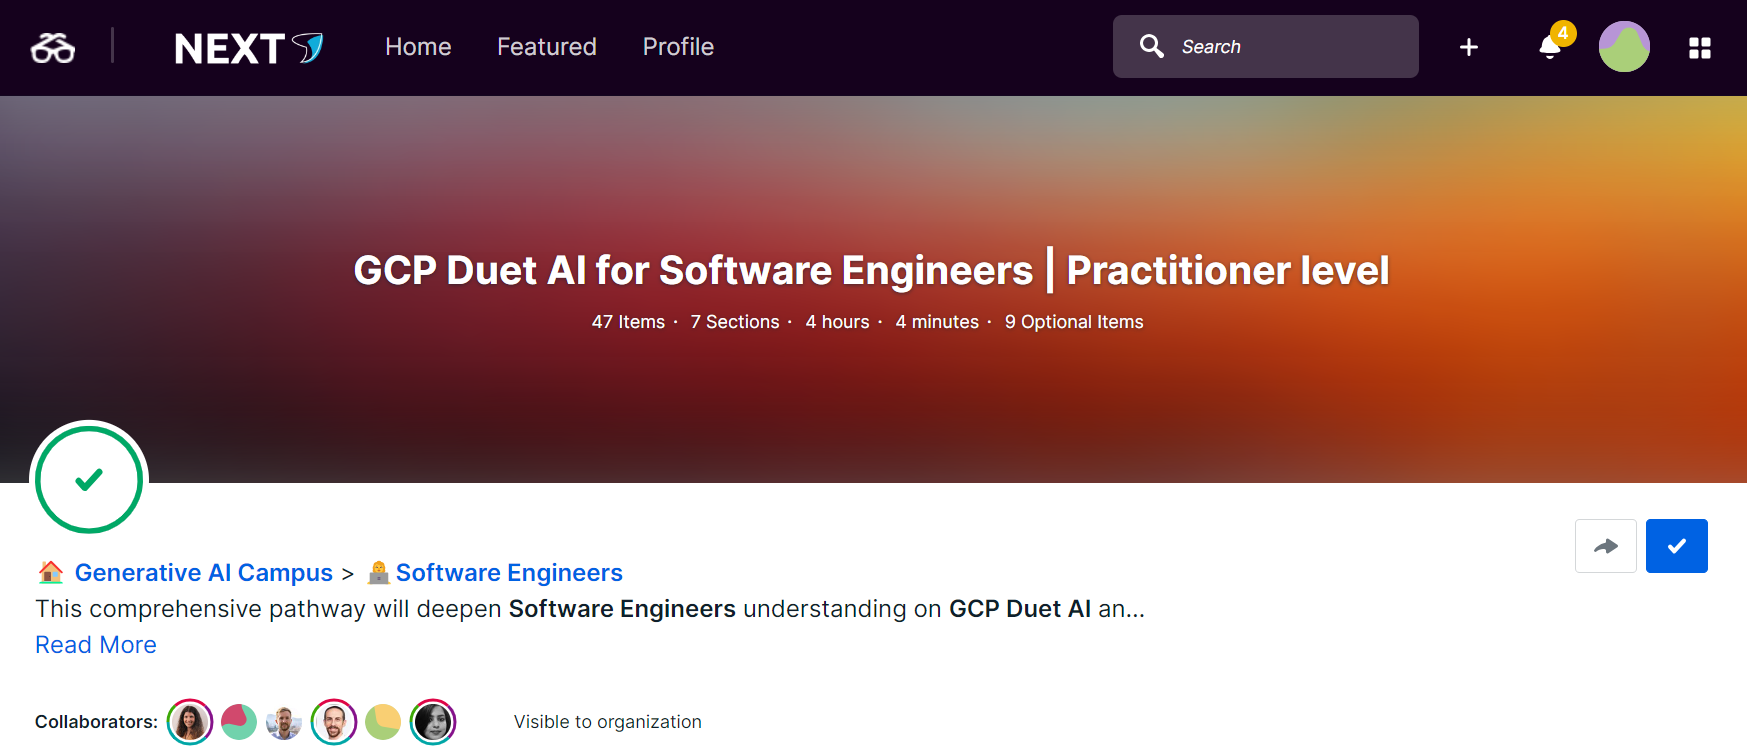 NEXT Home Featured Profile Search 4
GCP Duet AI for Software Engineers | Practitioner level
47 Items · 7 Sections · 4 hours · 4 minutes · 9 Optional Items
Generative AI Campus > Software Engineers
This comprehensive pathway will deepen Software Engineers understanding on GCP Duet AI an...
Read More
Collaborators: Visible to organization